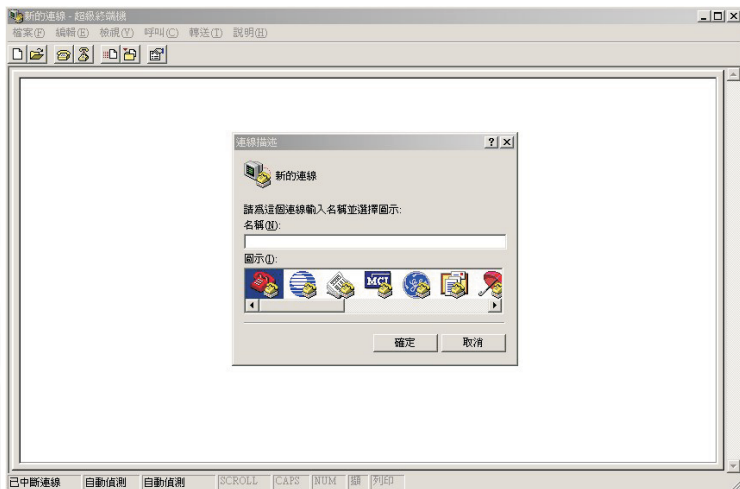 新的連線 - 超級終端機
檔案(F) 編輯(E) 檢視(V) 呼叫(C) 轉送(T) 說明(H)
連線描述
新的連線
請為這個連線輸入名稱並選擇圖示:
名稱(N):
圖示(I):
MCI
確定 取消
已中斷連線 自動偵測 自動偵測 SCROLL CAPS NUM 擷 列印